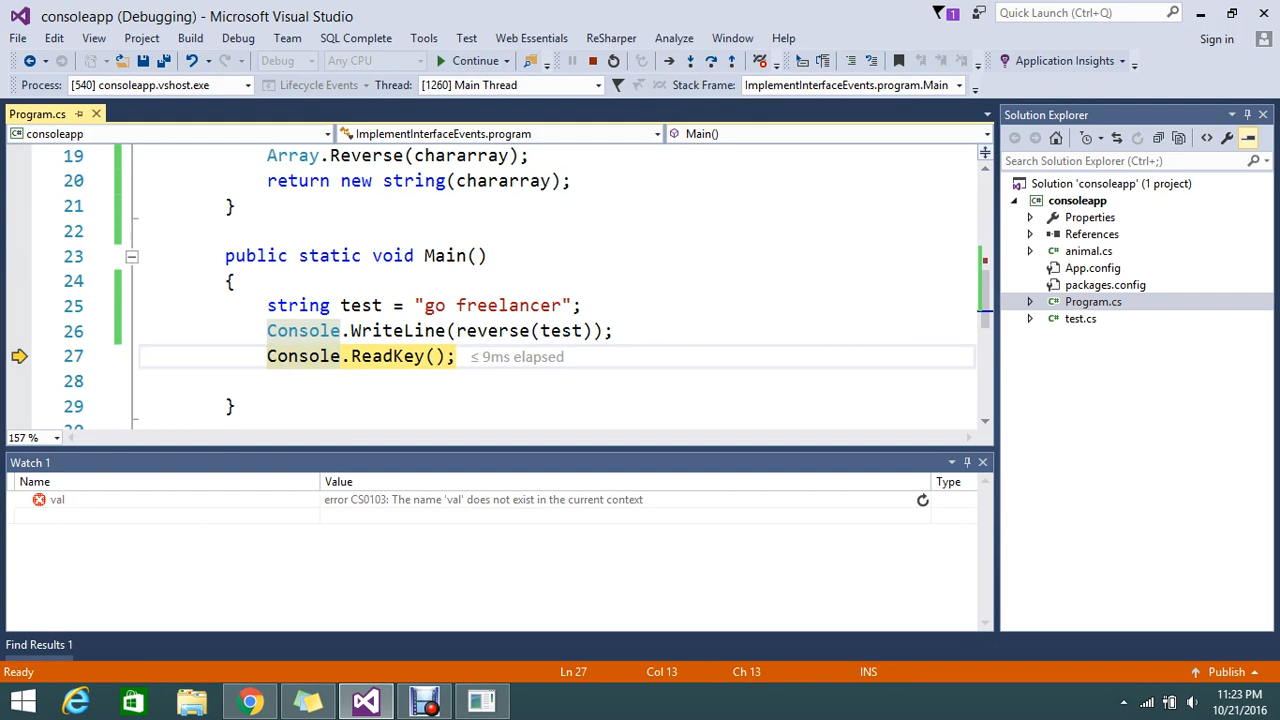 consoleapp (Debugging) - Microsoft Visual Studio
1
Quick Launch (Ctrl+Q)
File Edit View Project Build Debug Team SQL Complete Tools Test Web Essentials ReSharper Analyze Window Help
Sign in
Debug Any CPU Continue Application Insights
Process: [540] consoleapp.vshost.exe Lifecycle Events Thread: [1260] Main Thread Stack Frame: ImplementInterfaceEvents.program.Main
Program.cs
consoleapp ImplementInterfaceEvents.program Main()
19 Array.Reverse(chararray);
20 return new string(chararray);
21 }
22
23 public static void Main()
24 {
25 string test = "go freelancer";
26 Console.WriteLine(reverse(test));
27 Console.ReadKey(); ≤ 9ms elapsed
28
29 }
157 %
Watch 1
Name Value Type
val error CS0103: The name 'val' does not exist in the current context
Find Results 1
Solution Explorer
Search Solution Explorer (Ctrl+;)
Solution 'consoleapp' (1 project)
consoleapp
Properties
References
animal.cs
App.config
packages.config
Program.cs
test.cs
Ready Ln 27 Col 13 Ch 13 INS Publish
11:23 PM
10/21/2016